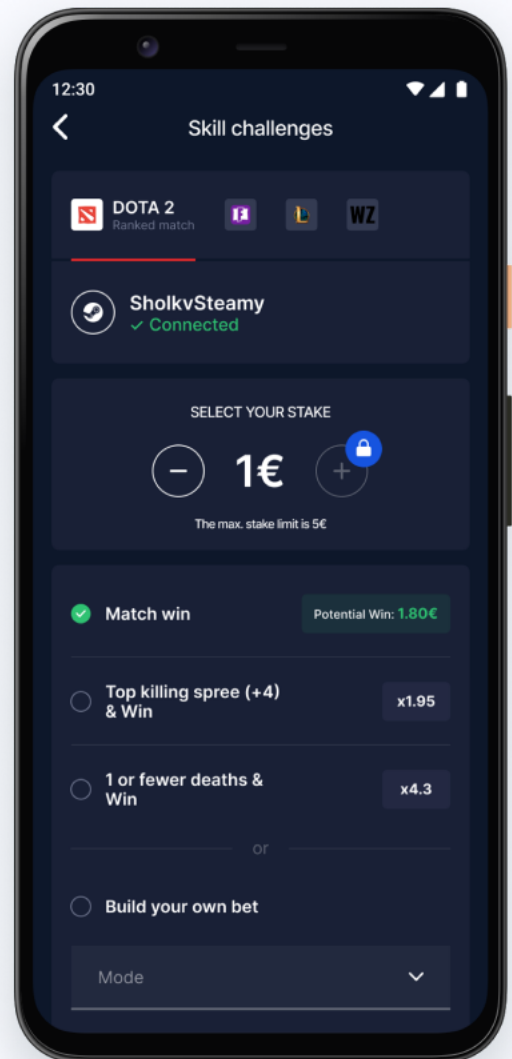 12:30
Skill challenges
DOTA 2
Ranked match
WZ
SholkvSteamy
Connected
SELECT YOUR STAKE
1€
The max. stake limit is 5€
Match win
Potential Win: 1.80€
Top killing spree (+4)
& Win
x1.95
1 or fewer deaths &
Win
x4.3
or
Build your own bet
Mode